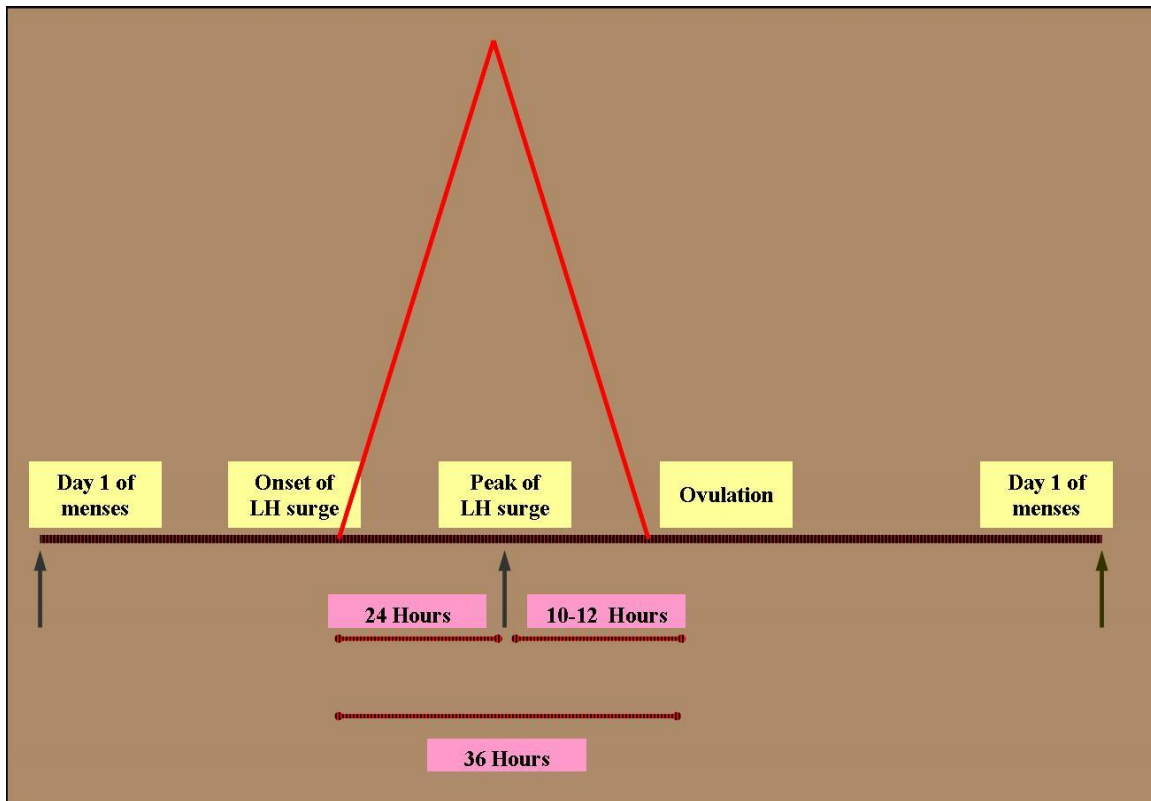 Day 1 of
menses
Onset of
LH surge
Peak of
LH surge
Ovulation
Day 1 of
menses
24 Hours
10-12 Hours
36 Hours